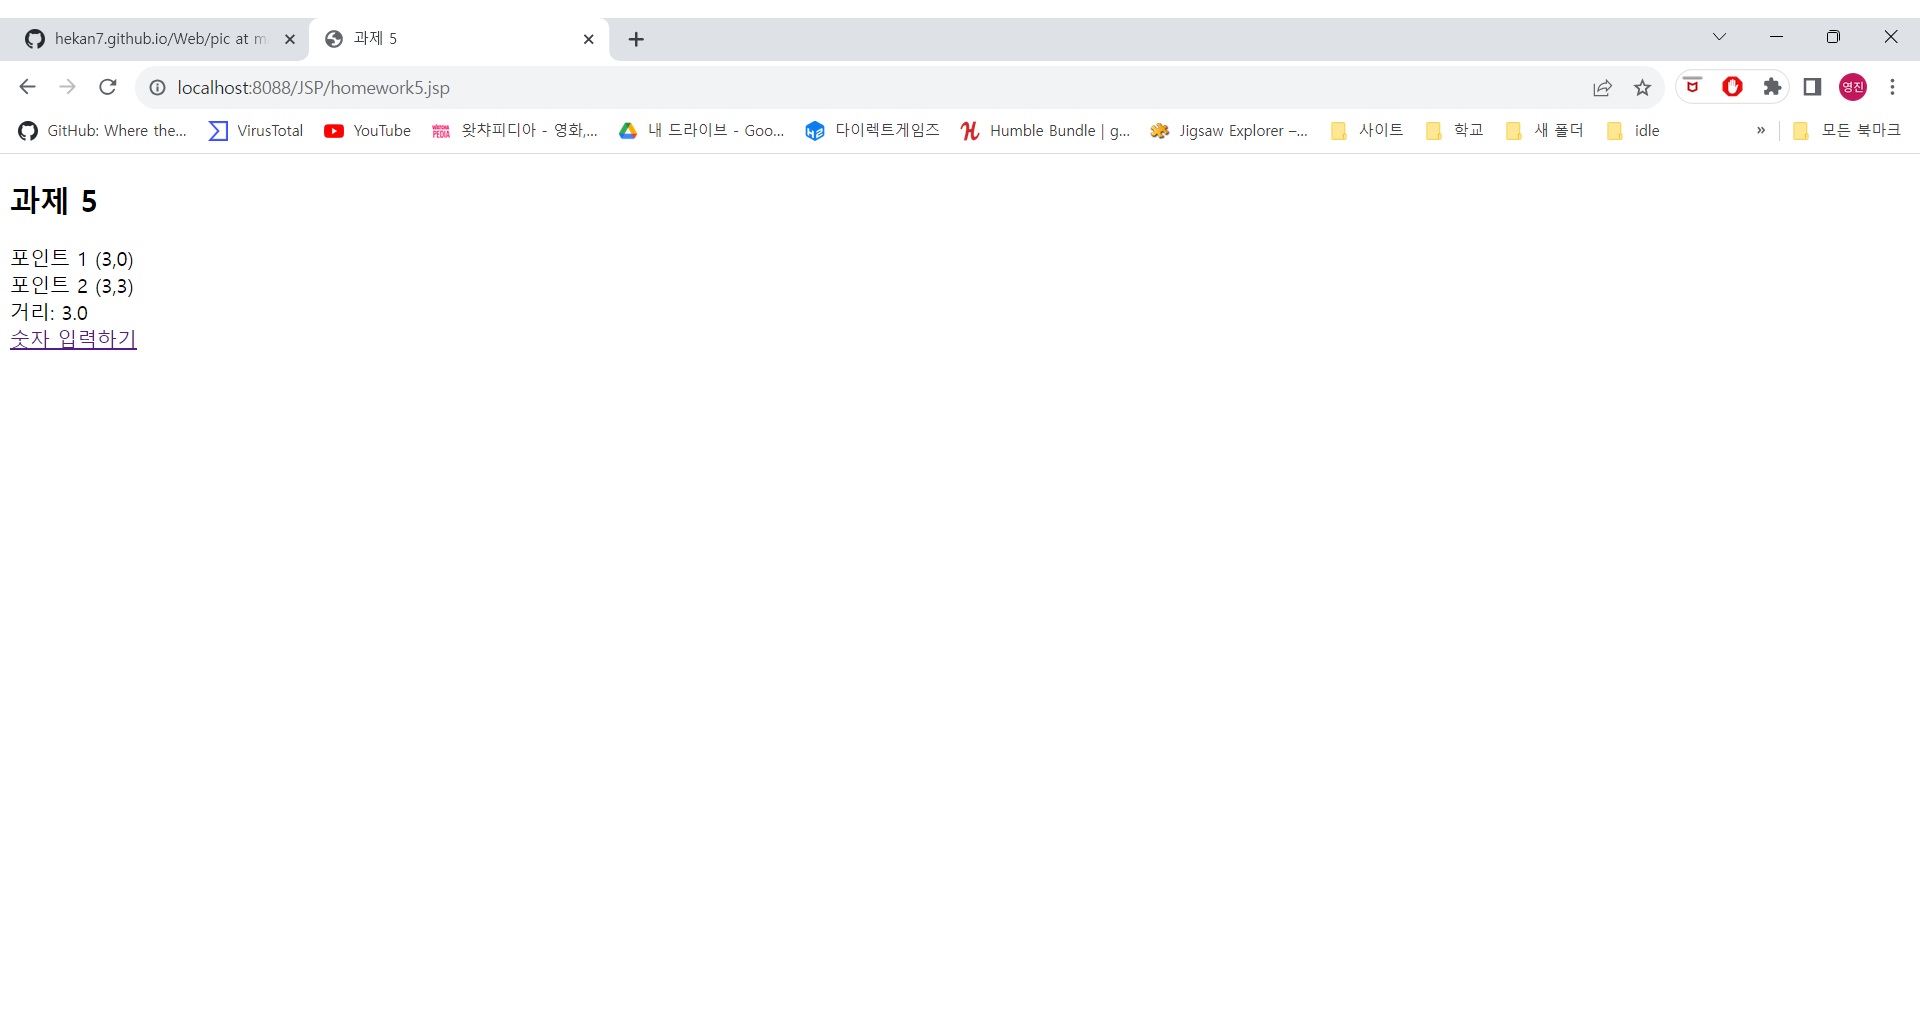 hekan7.github.io/Web/pic at m
과제 5
localhost:8088/JSP/homework5.jsp
영진
GitHub: Where the...
VirusTotal
YouTube
WATCHA PEDIA
왓챠피디아 - 영화,...
내 드라이브 - Goo...
다이렉트게임즈
Humble Bundle | g...
Jigsaw Explorer –...
사이트
학교
새 폴더
idle
»
모든 북마크
과제 5
포인트 1 (3,0)
포인트 2 (3,3)
거리: 3.0
숫자 입력하기